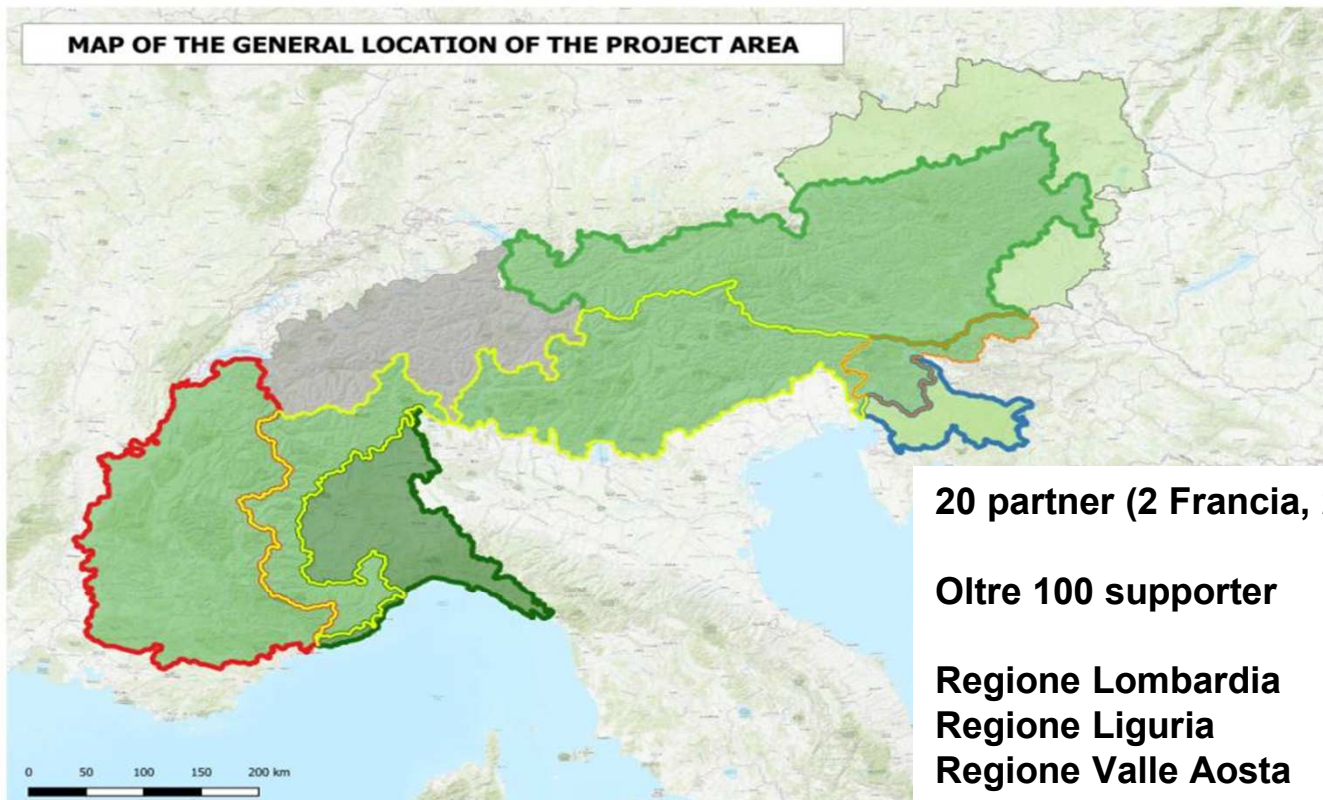 MAP OF THE GENERAL LOCATION OF THE PROJECT AREA
20 partner (2 Francia,
Oltre 100 supporter
Regione Lombardia
Regione Liguria
Regione Valle Aosta
0 50 100 150 200 km